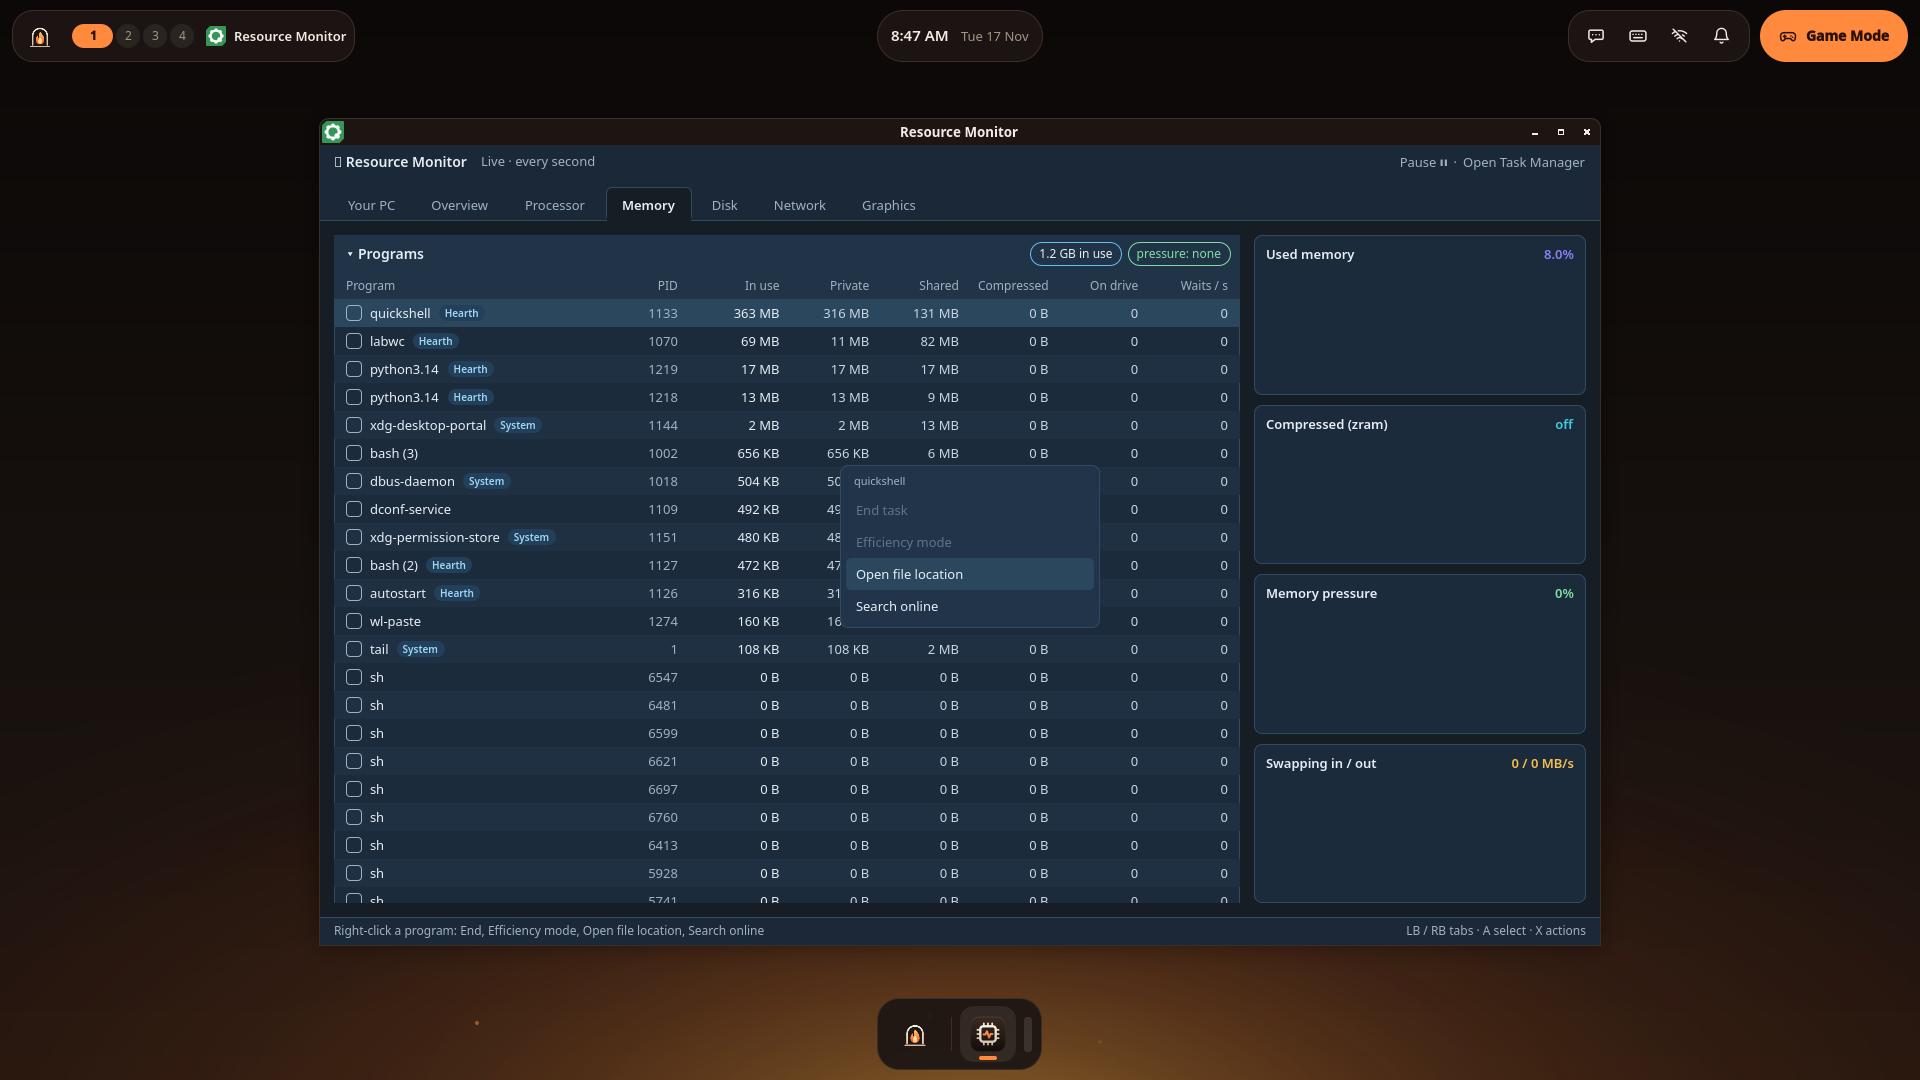 1 2 3 4 Resource Monitor
8:47 AM Tue 17 Nov
Game Mode
Resource Monitor
Resource Monitor Live · every second
Pause · Open Task Manager
Your PC Overview Processor Memory Disk Network Graphics
Programs 1.2 GB in use pressure: none
Program PID In use Private Shared Compressed On drive Waits / s
quickshell Hearth 1133 363 MB 316 MB 131 MB 0 B 0 0
labwc Hearth 1070 69 MB 11 MB 82 MB 0 B 0 0
python3.14 Hearth 1219 17 MB 17 MB 17 MB 0 B 0 0
python3.14 Hearth 1218 13 MB 13 MB 9 MB 0 B 0 0
xdg-desktop-portal System 1144 2 MB 2 MB 13 MB 0 B 0 0
bash (3) 1002 656 KB 656 KB 6 MB 0 B 0 0
dbus-daemon System 1018 504 KB 50 0 0
dconf-service 1109 492 KB 49 0 0
xdg-permission-store System 1151 480 KB 48 0 0
bash (2) Hearth 1127 472 KB 47 0 0
autostart Hearth 1126 316 KB 31 0 0
wl-paste 1274 160 KB 16 0 0
tail System 1 108 KB 108 KB 2 MB 0 B 0 0
sh 6547 0 B 0 B 0 B 0 B 0 0
sh 6481 0 B 0 B 0 B 0 B 0 0
sh 6599 0 B 0 B 0 B 0 B 0 0
sh 6621 0 B 0 B 0 B 0 B 0 0
sh 6697 0 B 0 B 0 B 0 B 0 0
sh 6760 0 B 0 B 0 B 0 B 0 0
sh 6413 0 B 0 B 0 B 0 B 0 0
sh 5928 0 B 0 B 0 B 0 B 0 0
sh 5741 0 B 0 B 0 B 0 B 0 0
quickshell
End task
Efficiency mode
Open file location
Search online
Used memory 8.0%
Compressed (zram) off
Memory pressure 0%
Swapping in / out 0 / 0 MB/s
Right-click a program: End, Efficiency mode, Open file location, Search online
LB / RB tabs · A select · X actions